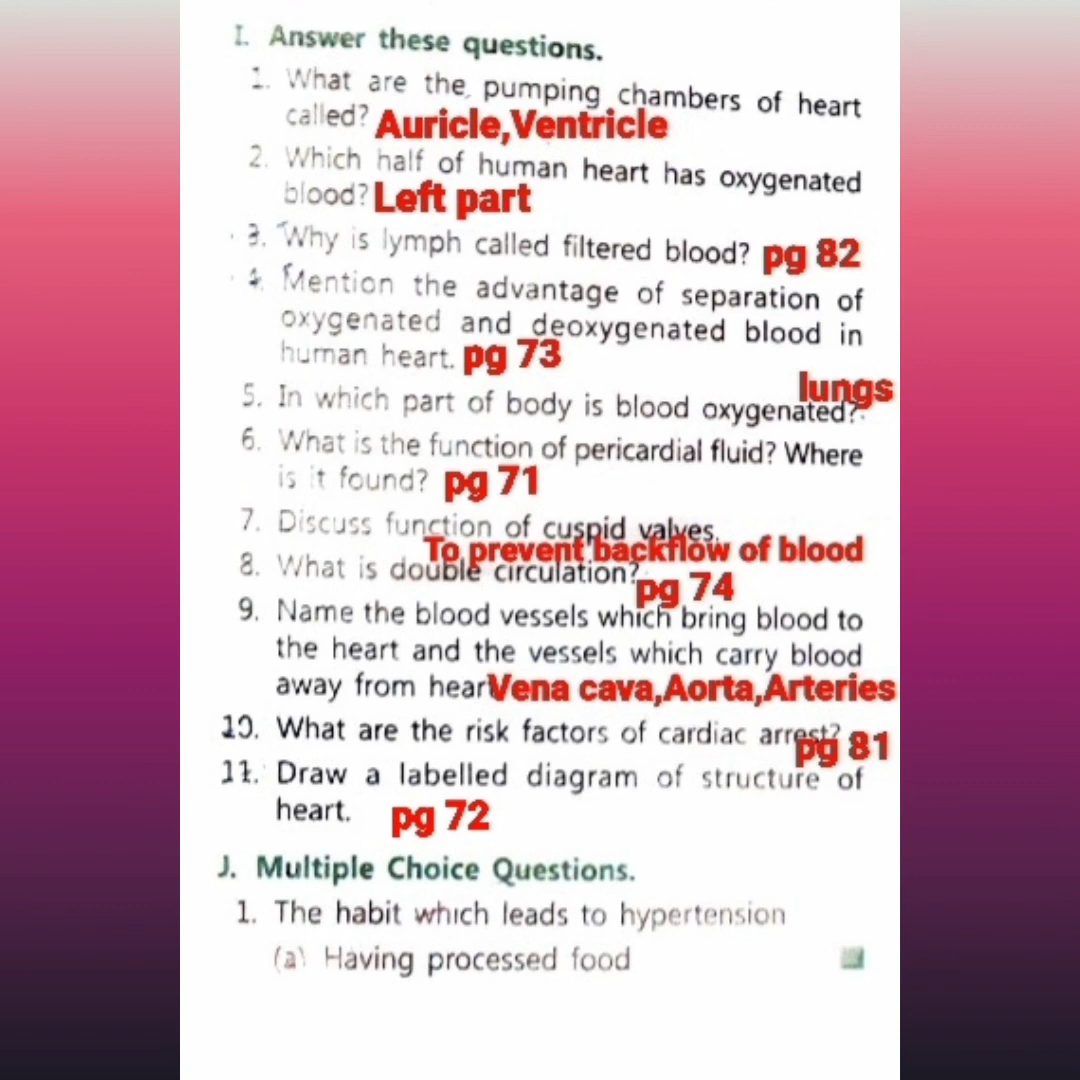 I. Answer these questions.
1. What are the pumping chambers of heart
called? Auricle,Ventricle
2. Which half of human heart has oxygenated
blood? Left part
3. Why is lymph called filtered blood? pg 82
4. Mention the advantage of separation of
oxygenated and deoxygenated blood in
human heart. pg 73
5. In which part of body is blood oxygenated? lungs
6. What is the function of pericardial fluid? Where
is it found? pg 71
7. Discuss function of cuspid valves.
To prevent backflow of blood
8. What is double circulation? pg 74
9. Name the blood vessels which bring blood to
the heart and the vessels which carry blood
away from hear Vena cava,Aorta,Arteries
10. What are the risk factors of cardiac arrest? pg 81
11. Draw a labelled diagram of structure of
heart. pg 72
J. Multiple Choice Questions.
1. The habit which leads to hypertension
(a) Having processed food